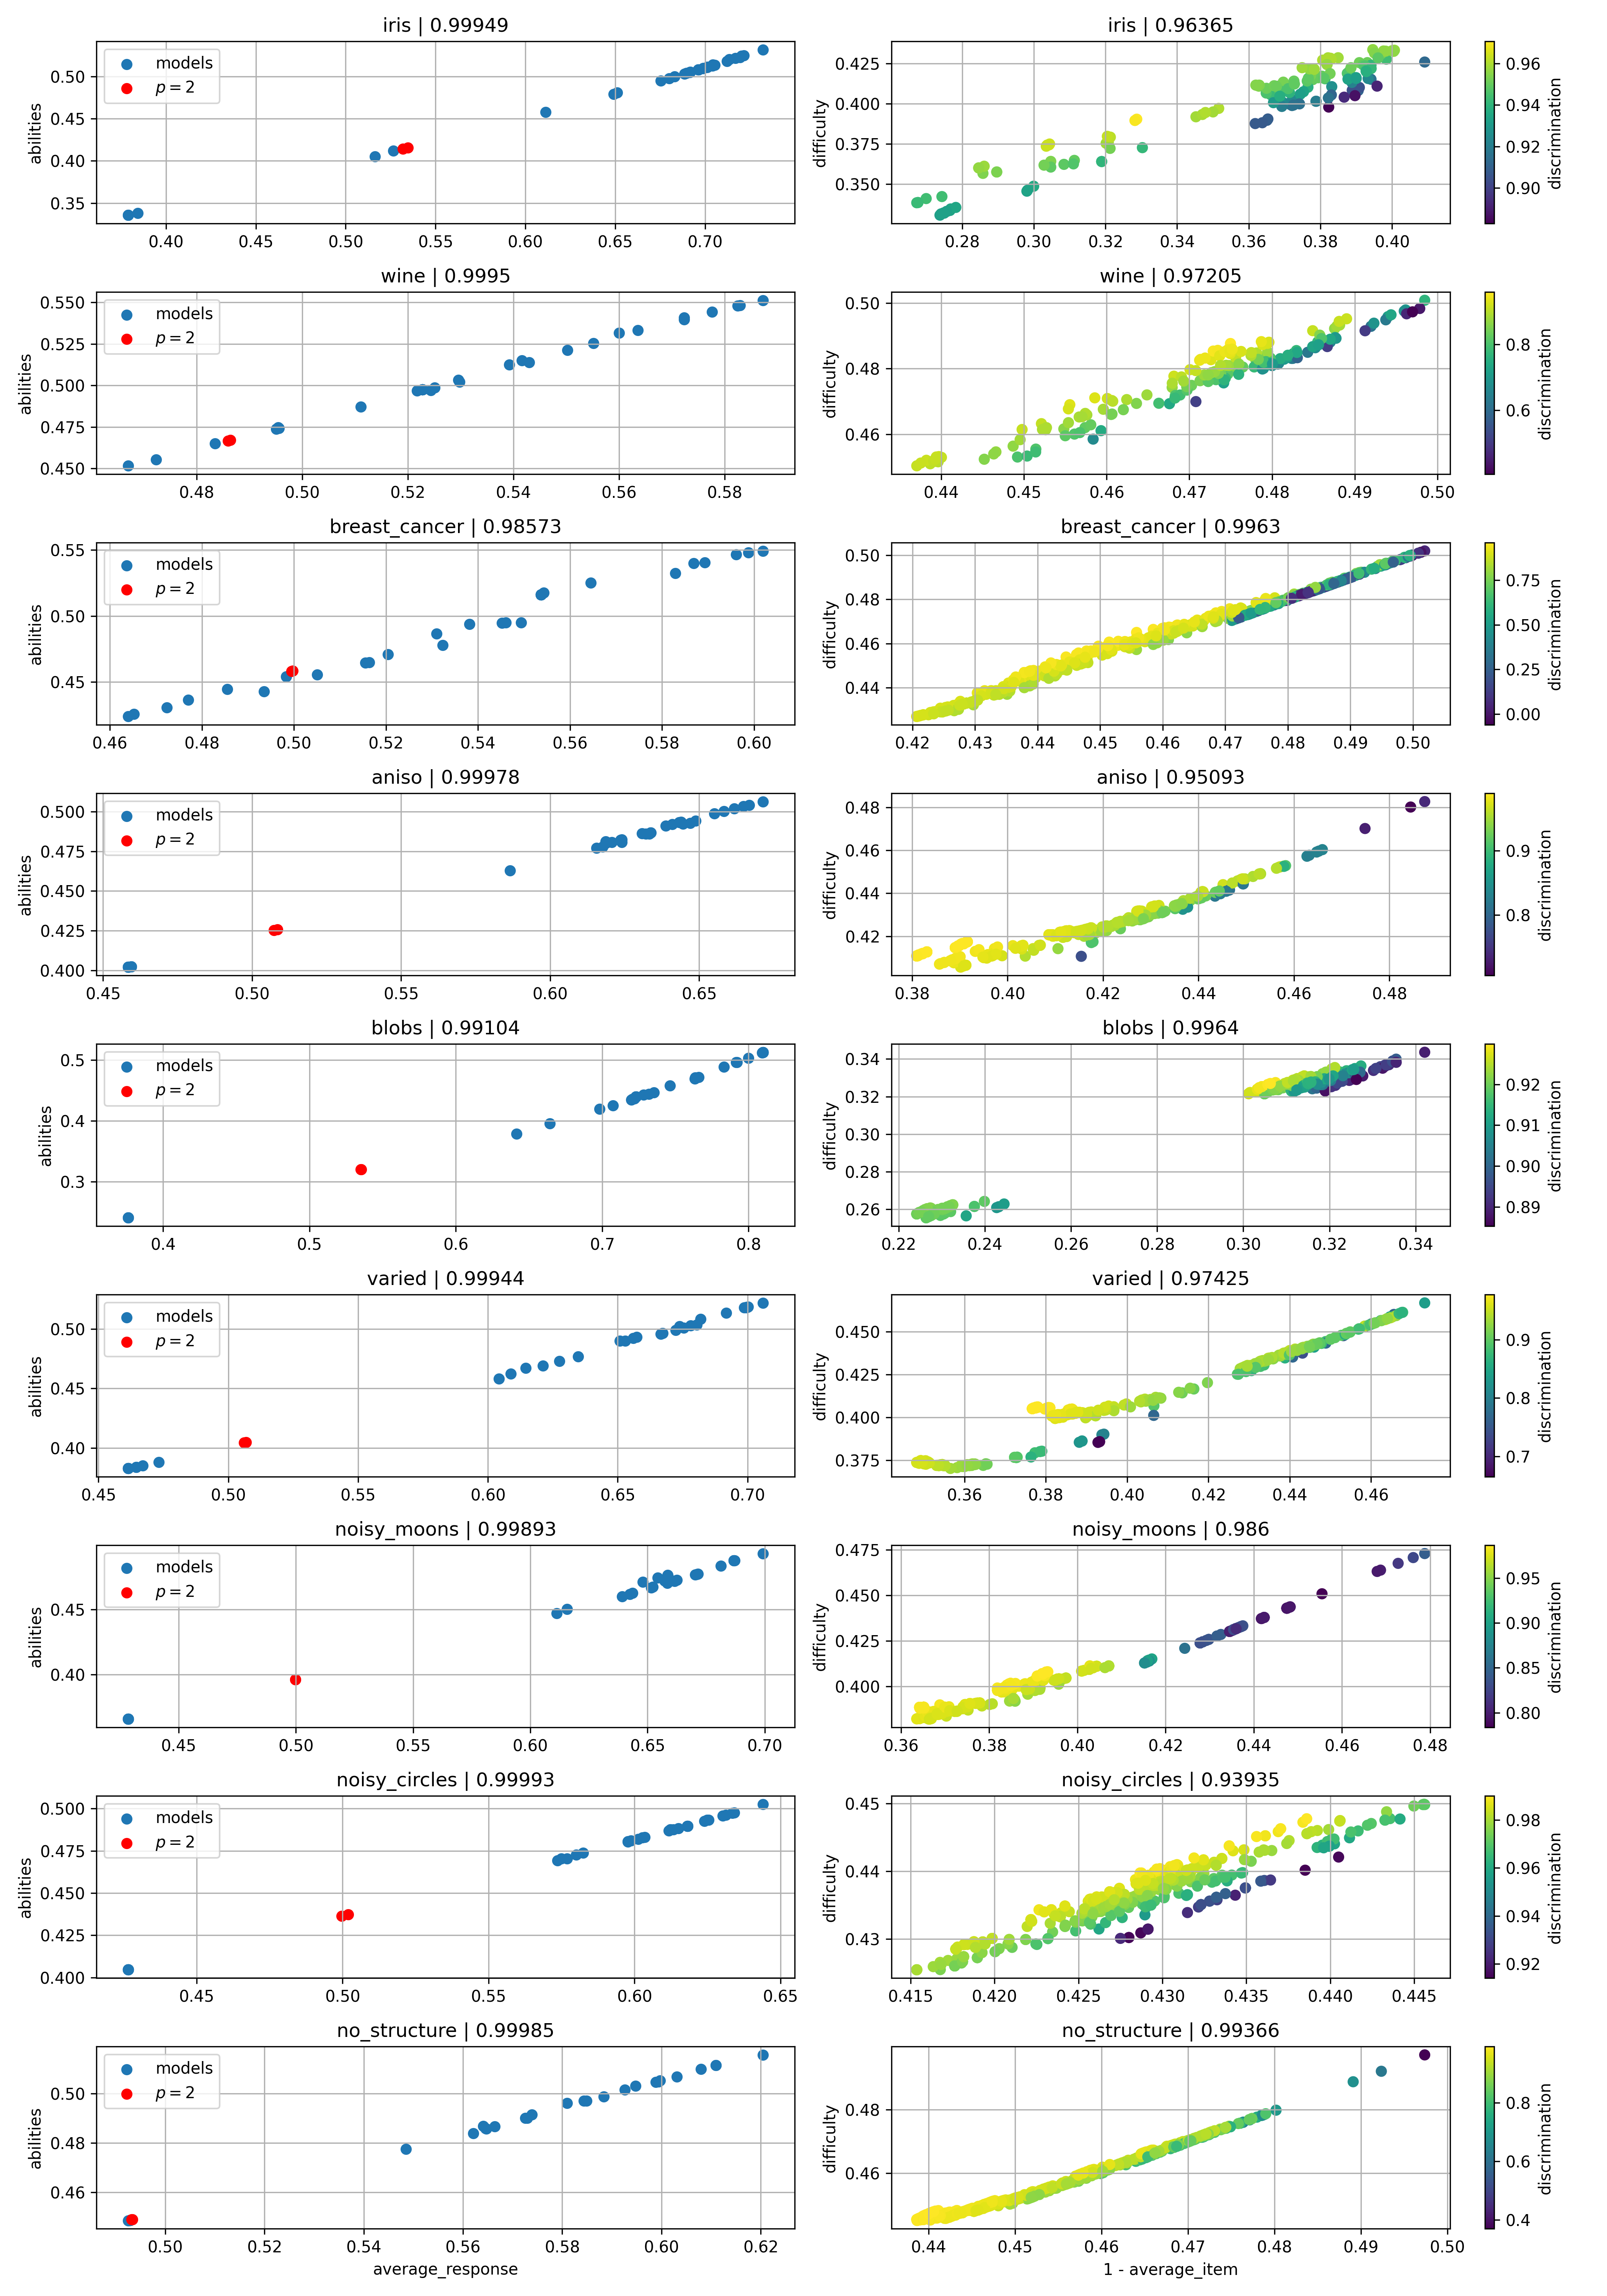 iris | 0.99949
abilities
0.50
0.45
0.40
0.35
models
p = 2
0.40 0.45 0.50 0.55 0.60 0.65 0.70
iris | 0.96365
difficulty
0.425
0.400
0.375
0.350
0.28 0.30 0.32 0.34 0.36 0.38 0.40
0.96
0.94
0.92
0.90
discrimination
wine | 0.9995
abilities
0.550
0.525
0.500
0.475
0.450
models
p = 2
0.48 0.50 0.52 0.54 0.56 0.58
wine | 0.97205
difficulty
0.50
0.48
0.46
0.44 0.45 0.46 0.47 0.48 0.49 0.50
0.8
0.6
discrimination
breast_cancer | 0.98573
abilities
0.55
0.50
0.45
models
p = 2
0.46 0.48 0.50 0.52 0.54 0.56 0.58 0.60
breast_cancer | 0.9963
difficulty
0.50
0.48
0.46
0.44
0.42 0.43 0.44 0.45 0.46 0.47 0.48 0.49 0.50
0.75
0.50
0.25
0.00
discrimination
aniso | 0.99978
abilities
0.500
0.475
0.450
0.425
0.400
models
p = 2
0.45 0.50 0.55 0.60 0.65
aniso | 0.95093
difficulty
0.48
0.46
0.44
0.42
0.38 0.40 0.42 0.44 0.46 0.48
0.9
0.8
discrimination
blobs | 0.99104
abilities
0.5
0.4
0.3
models
p = 2
0.4 0.5 0.6 0.7 0.8
blobs | 0.9964
difficulty
0.34
0.32
0.30
0.28
0.26
0.22 0.24 0.26 0.28 0.30 0.32 0.34
0.92
0.91
0.90
0.89
discrimination
varied | 0.99944
abilities
0.50
0.45
0.40
models
p = 2
0.45 0.50 0.55 0.60 0.65 0.70
varied | 0.97425
difficulty
0.450
0.425
0.400
0.375
0.36 0.38 0.40 0.42 0.44 0.46
0.9
0.8
0.7
discrimination
noisy_moons | 0.99893
abilities
0.45
0.40
models
p = 2
0.45 0.50 0.55 0.60 0.65 0.70
noisy_moons | 0.986
difficulty
0.475
0.450
0.425
0.400
0.36 0.38 0.40 0.42 0.44 0.46 0.48
0.95
0.90
0.85
0.80
discrimination
noisy_circles | 0.99993
abilities
0.500
0.475
0.450
0.425
0.400
models
p = 2
0.45 0.50 0.55 0.60 0.65
noisy_circles | 0.93935
difficulty
0.45
0.44
0.43
0.415 0.420 0.425 0.430 0.435 0.440 0.445
0.98
0.96
0.94
0.92
discrimination
no_structure | 0.99985
abilities
0.50
0.48
0.46
models
p = 2
0.50 0.52 0.54 0.56 0.58 0.60 0.62
average_response
no_structure | 0.99366
difficulty
0.48
0.46
0.44 0.45 0.46 0.47 0.48 0.49 0.50
1 - average_item
0.8
0.6
0.4
discrimination